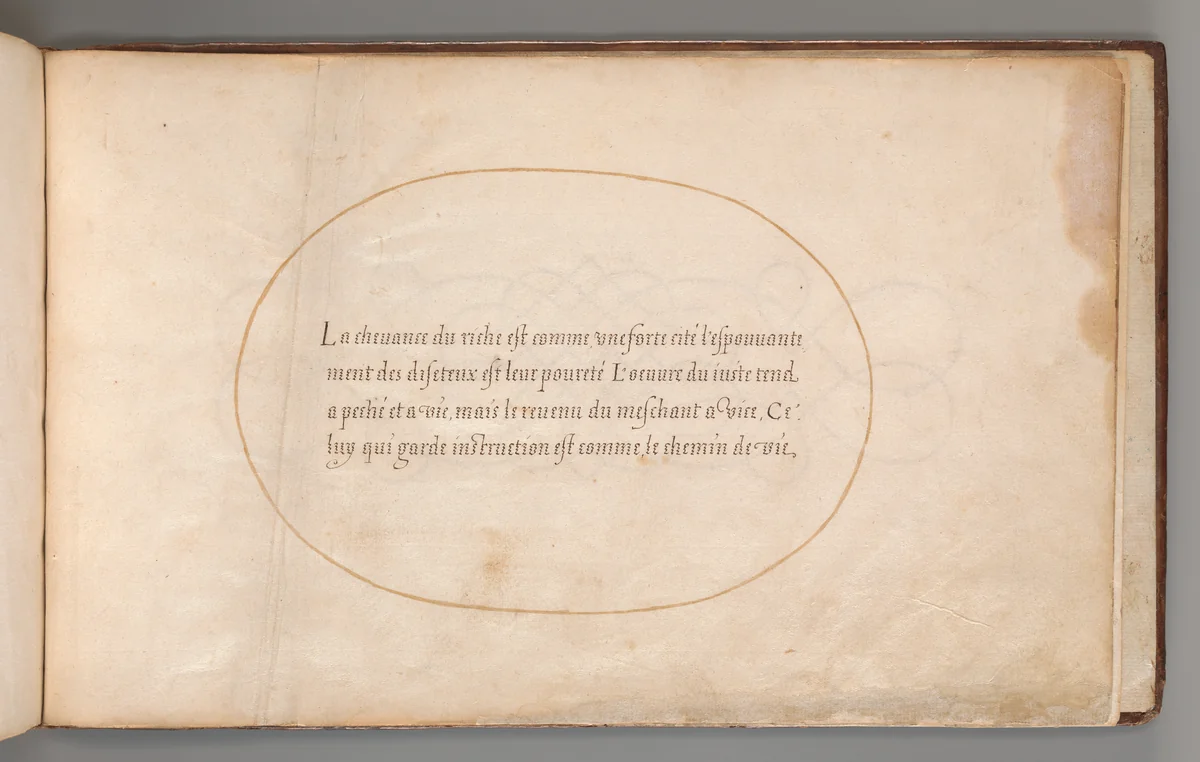 La cheuance du riche est comme, vne forte cité l'espouuante
ment des diseteux est leur poureté L'oeuure du iuste tend
a peché et a vie, mais le reuenu du meschant a vice, Ce-
luy qui garde instruction est comme, le chemin de vie,